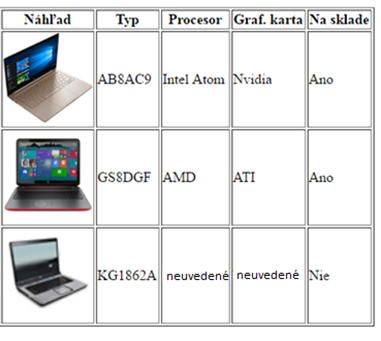 Náhľad Typ Procesor Graf. karta Na sklade
AB8AC9 Intel Atom Nvidia Ano
GS8DGF AMD ATI Ano
KG1862A neuvedené neuvedené Nie